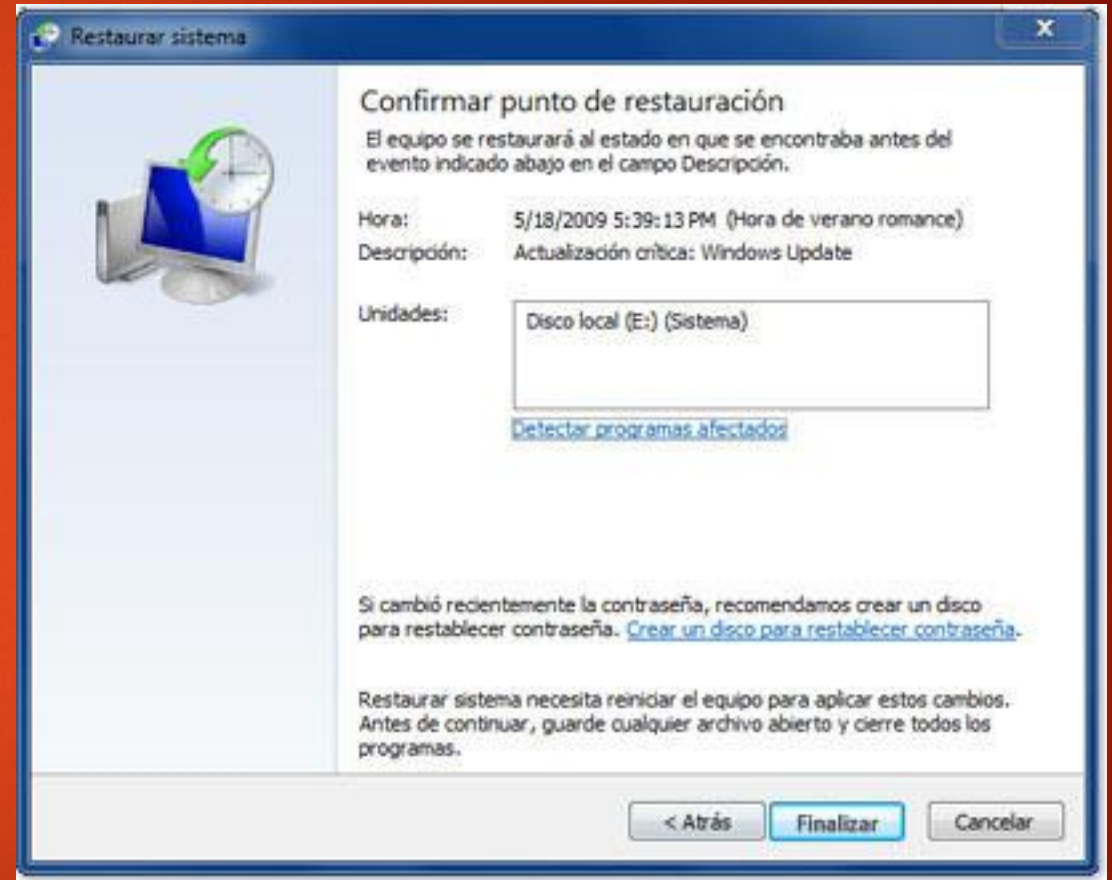 Restaurar sistema
Confirmar punto de restauración
El equipo se restaurará al estado en que se encontraba antes del
evento indicado abajo en el campo Descripción.
Hora: 5/18/2009 5:39:13 PM (Hora de verano romance)
Descripción: Actualización crítica: Windows Update
Unidades: Disco local (E:) (Sistema)
Detectar programas afectados
Si cambió recientemente la contraseña, recomendamos crear un disco
para restablecer contraseña. Crear un disco para restablecer contraseña.
Restaurar sistema necesita reiniciar el equipo para aplicar estos cambios.
Antes de continuar, guarde cualquier archivo abierto y cierre todos los
programas.
< Atrás Finalizar Cancelar